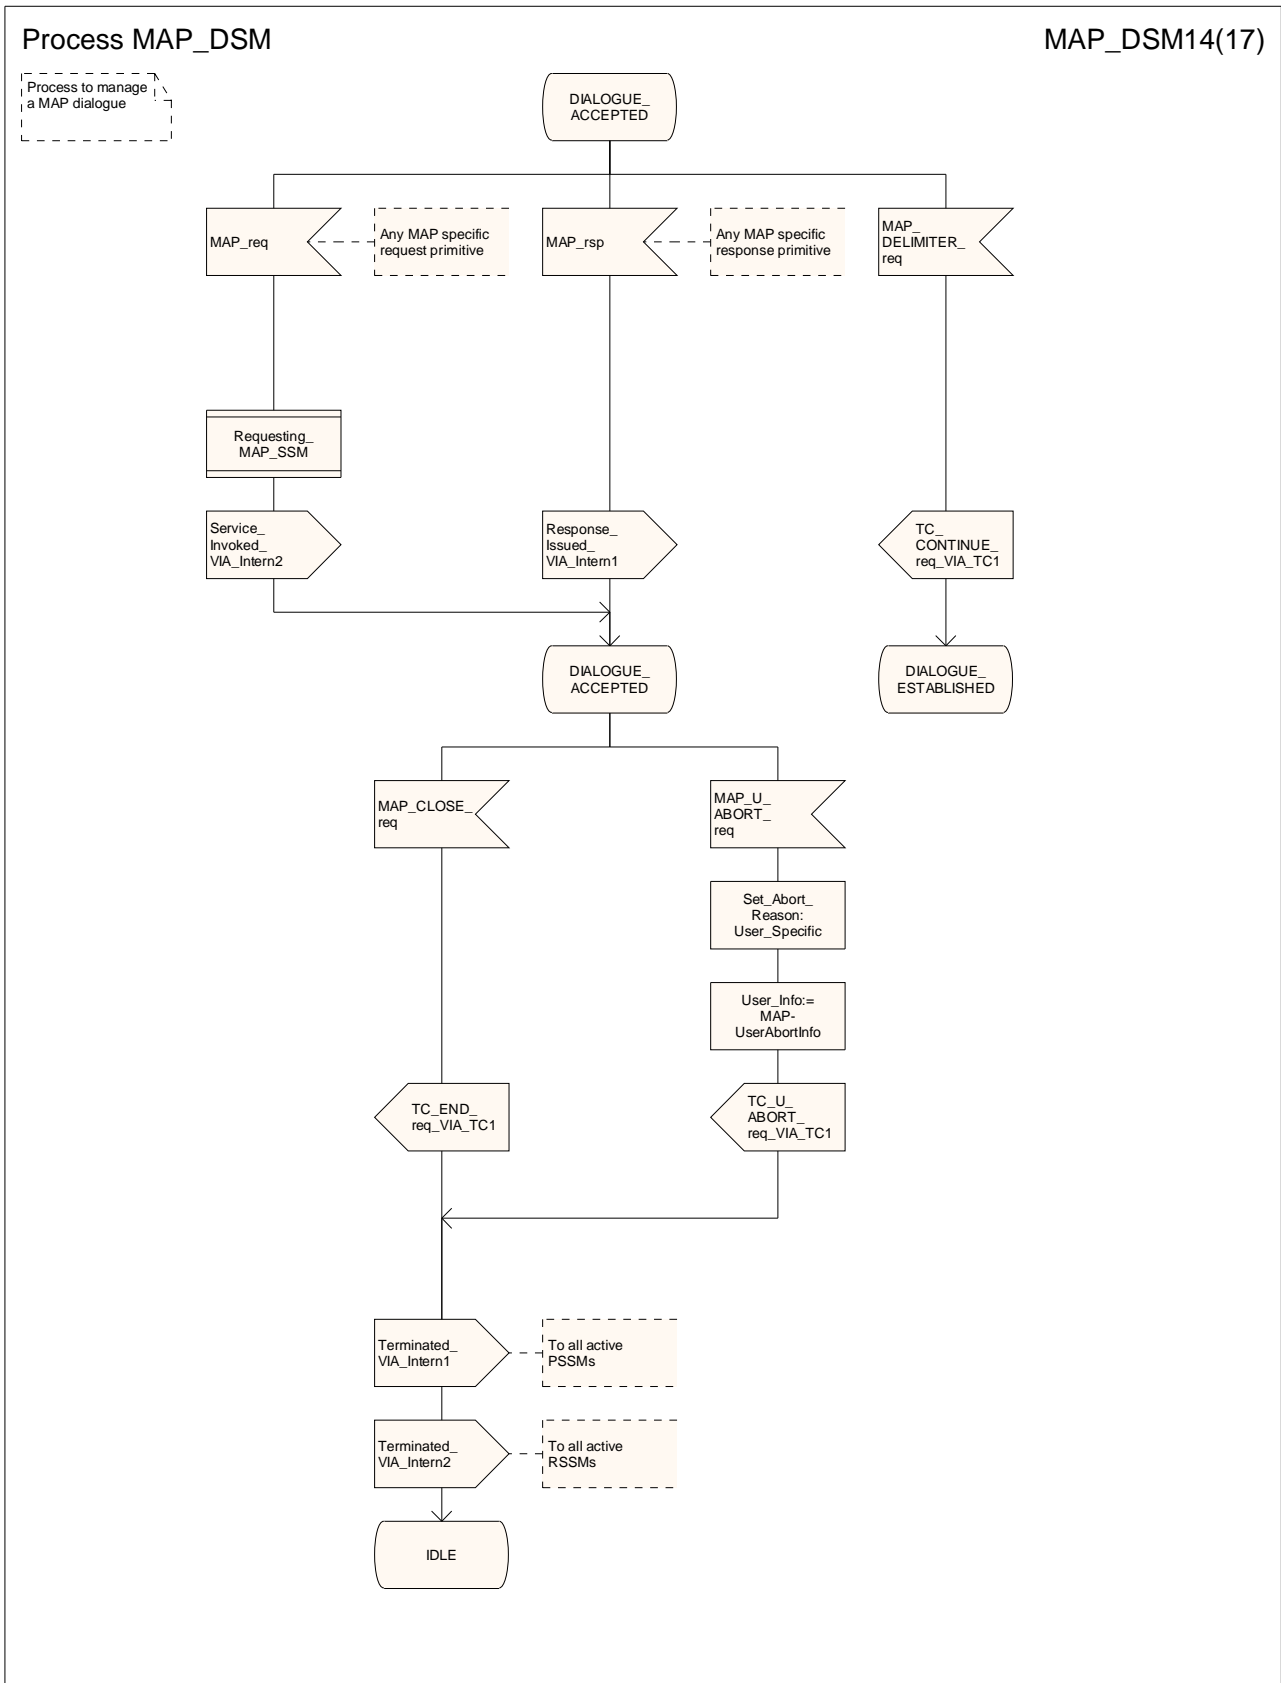 Process MAP_DSM
MAP_DSM14(17)
Process to manage
a MAP dialogue
DIALOGUE_
ACCEPTED
MAP_req
Any MAP specific
request primitive
MAP_rsp
Any MAP specific
response primitive
MAP_
DELIMITER_
req
Requesting_
MAP_SSM
Service_
Invoked_
VIA_Intern2
Response_
Issued_
VIA_Intern1
TC_
CONTINUE_
req_VIA_TC1
DIALOGUE_
ACCEPTED
DIALOGUE_
ESTABLISHED
MAP_CLOSE_
req
MAP_U_
ABORT_
req
Set_Abort_
Reason:
User_Specific
User_Info:=
MAP-
UserAbortInfo
TC_END_
req_VIA_TC1
TC_U_
ABORT_
req_VIA_TC1
Terminated_
VIA_Intern1
To all active
PSSMs
Terminated_
VIA_Intern2
To all active
RSSMs
IDLE